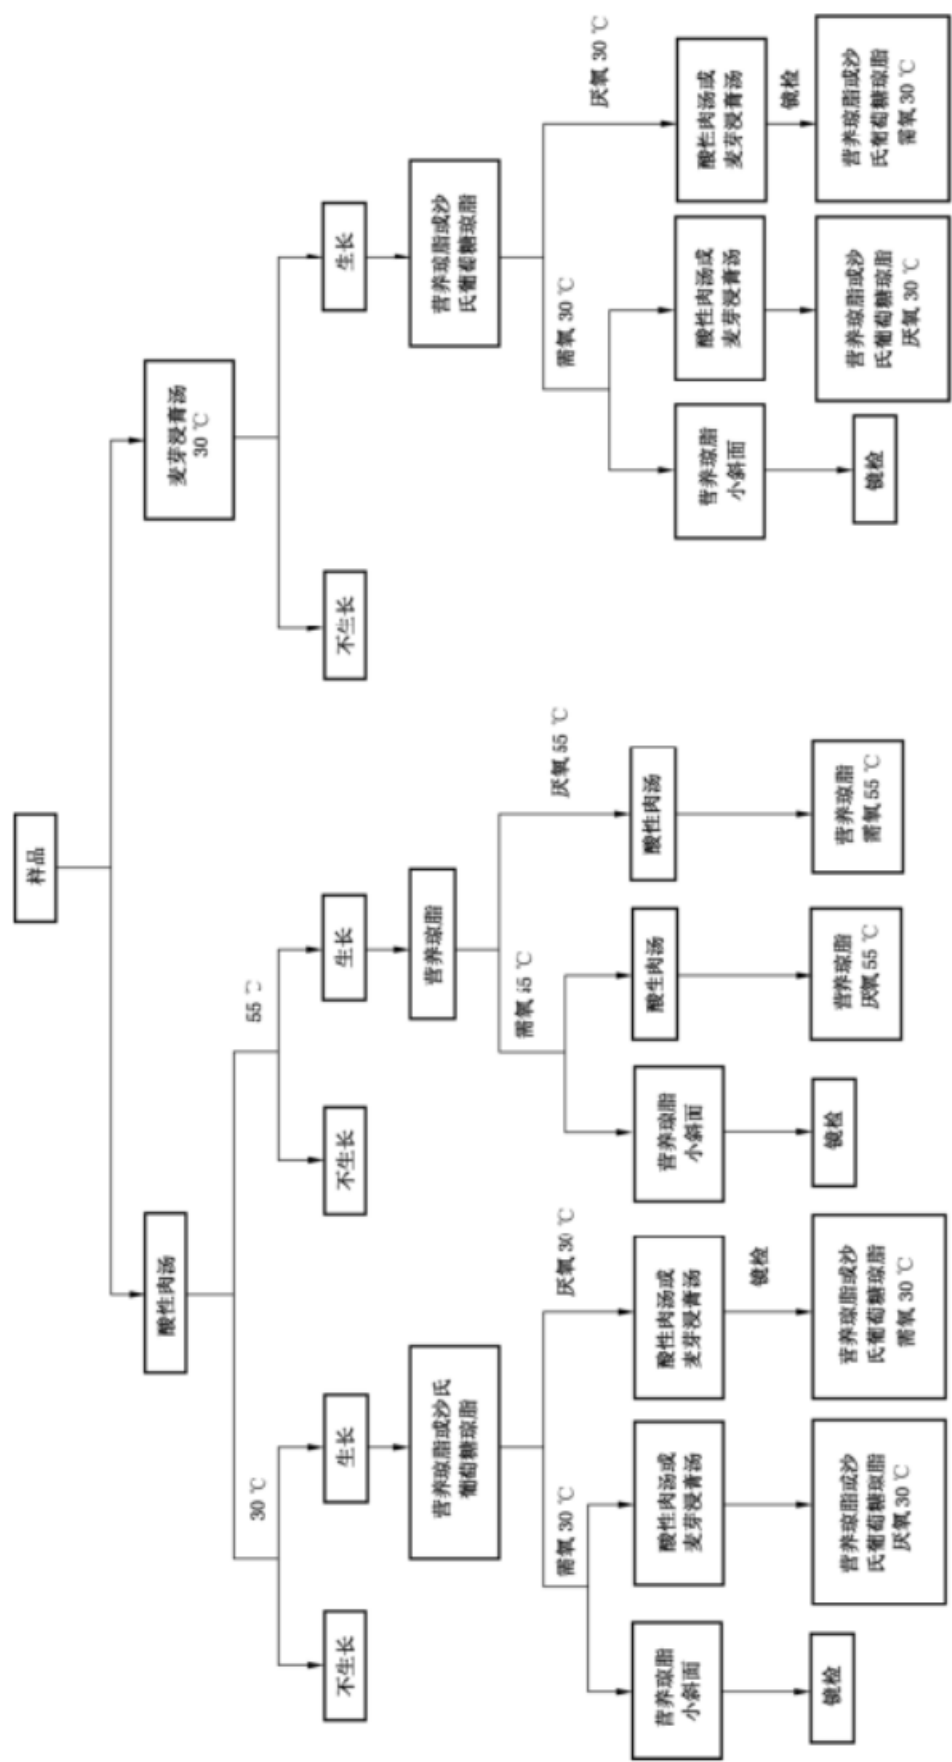 样品
酸性肉汤
麦芽浸膏汤
30 ℃
30 ℃
55 ℃
不生长
生长
不生长
生长
不生长
生长
营养琼脂或沙氏
葡萄糖琼脂
营养琼脂
营养琼脂或沙
氏葡萄糖琼脂
需氧 30 ℃
厌氧 30 ℃
需氧 55 ℃
厌氧 55 ℃
需氧 30 ℃
厌氧 30 ℃
营养琼脂
小斜面
酸性肉汤或
麦芽浸膏汤
酸性肉汤或
麦芽浸膏汤
营养琼脂
小斜面
酸性肉汤
酸性肉汤
营养琼脂
小斜面
酸性肉汤或
麦芽浸膏汤
酸性肉汤或
麦芽浸膏汤
镜检
镜检
镜检
营养琼脂或沙
氏葡萄糖琼脂
厌氧 30 ℃
营养琼脂或沙
氏葡萄糖琼脂
需氧 30 ℃
镜检
营养琼脂
厌氧 55 ℃
营养琼脂
需氧 55 ℃
镜检
营养琼脂或沙
氏葡萄糖琼脂
厌氧 30 ℃
营养琼脂或沙
氏葡萄糖琼脂
需氧 30 ℃